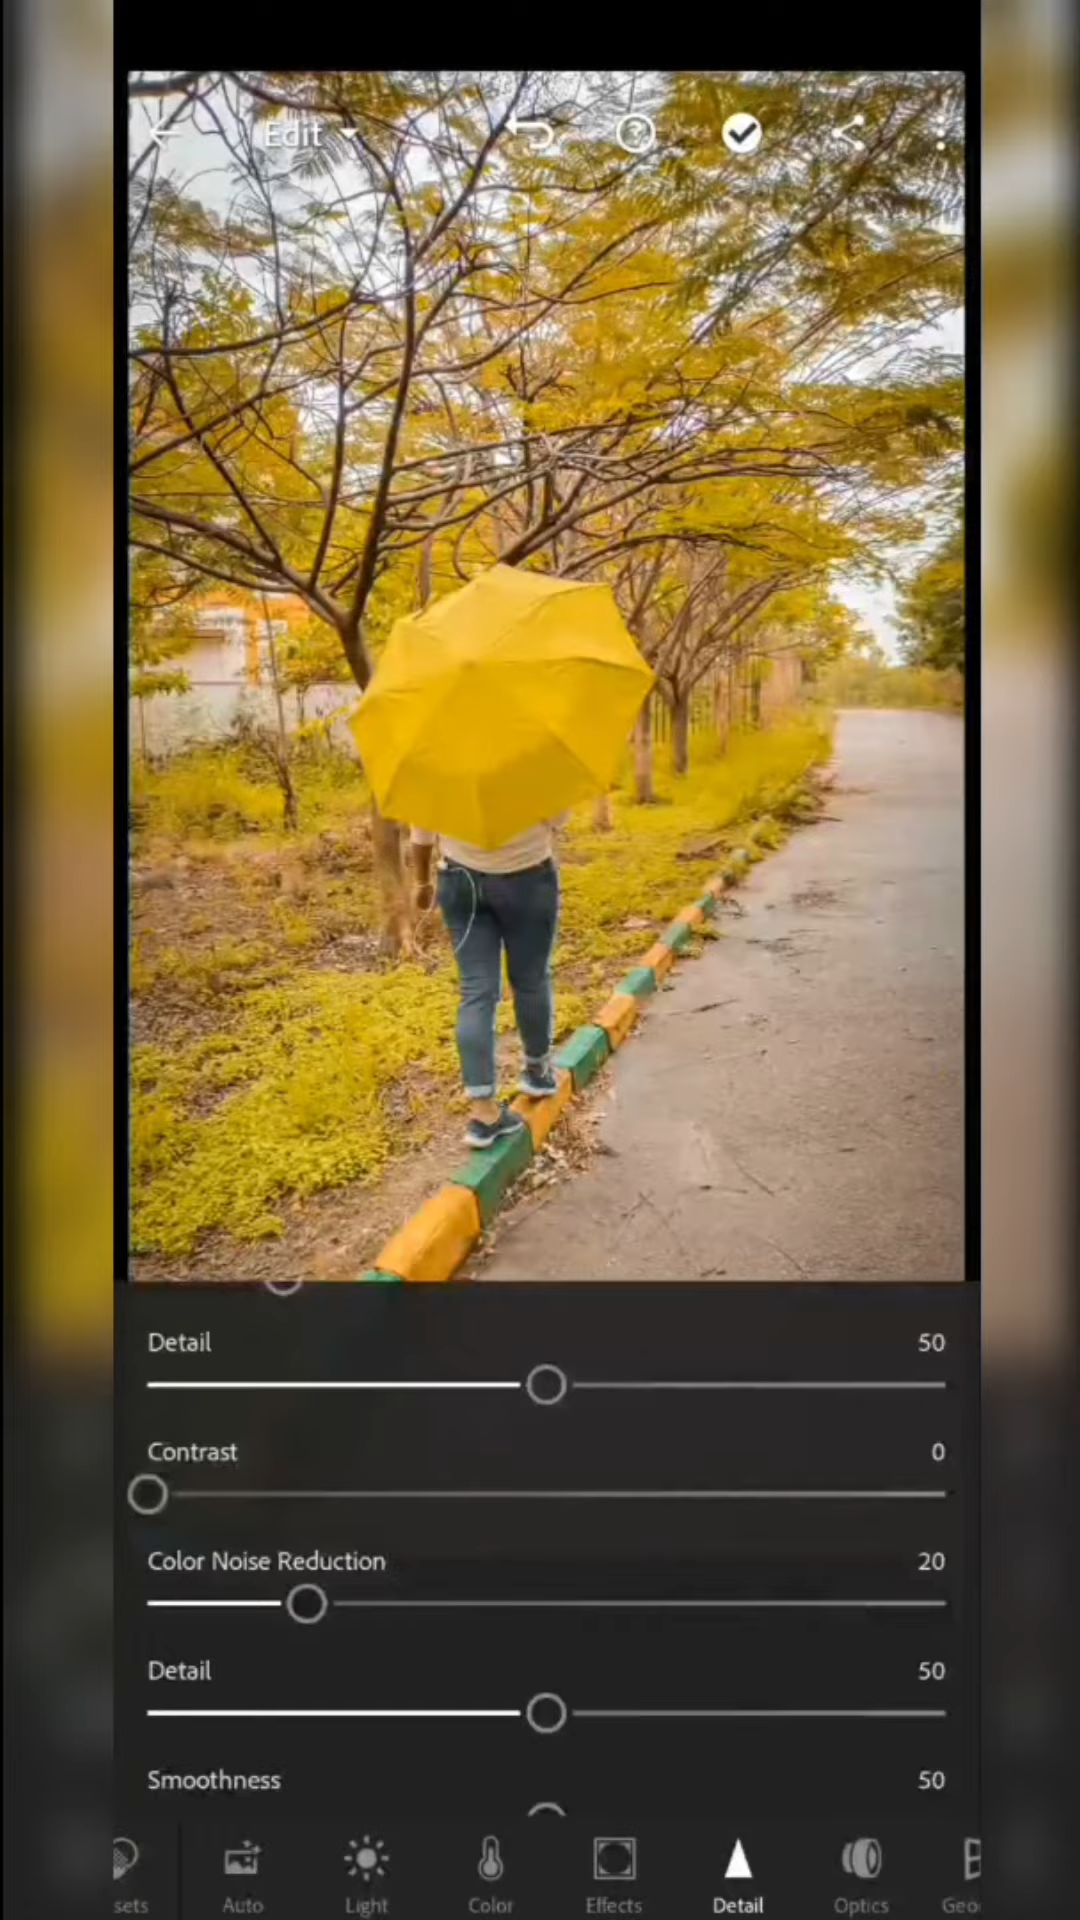 Edit
Detail 50
Contrast 0
Color Noise Reduction 20
Detail 50
Smoothness 50
sets Auto Light Color Effects Detail Optics Geo